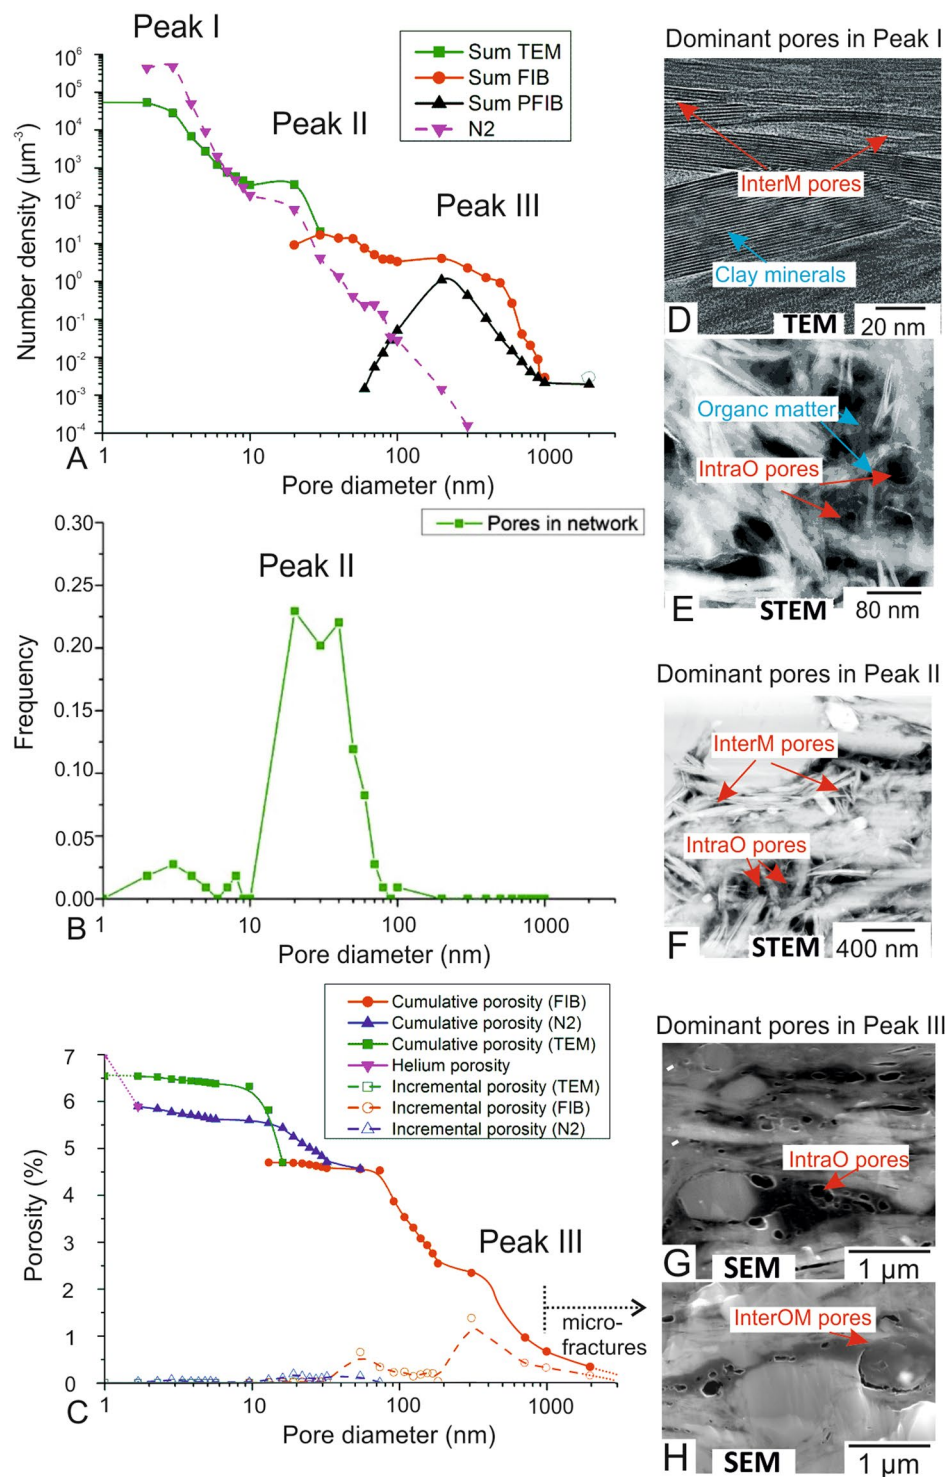 Peak I
10⁶
10⁵
10⁴
10³
10²
10¹
10⁰
10⁻¹
10⁻²
10⁻³
10⁻⁴
Number density (µm⁻³)
Sum TEM
Sum FIB
Sum PFIB
N2
Peak II
Peak III
A
10
100
1000
Pore diameter (nm)
0.30
0.25
0.20
0.15
0.10
0.05
0.00
Frequency
Pores in network
Peak II
B
1
10
100
1000
Pore diameter (nm)
Cumulative porosity (FIB)
Cumulative porosity (N2)
Cumulative porosity (TEM)
Helium porosity
Incremental porosity (TEM)
Incremental porosity (FIB)
Incremental porosity (N2)
7
6
5
4
3
2
1
0
Porosity (%)
Peak III
micro-
fractures
C
1
10
100
1000
Pore diameter (nm)
Dominant pores in Peak I
InterM pores
Clay minerals
D
TEM
20 nm
Organc matter
IntraO pores
E
STEM
80 nm
Dominant pores in Peak II
InterM pores
IntraO pores
F
STEM
400 nm
Dominant pores in Peak III
IntraO pores
G
SEM
1 µm
InterOM pores
H
SEM
1 µm